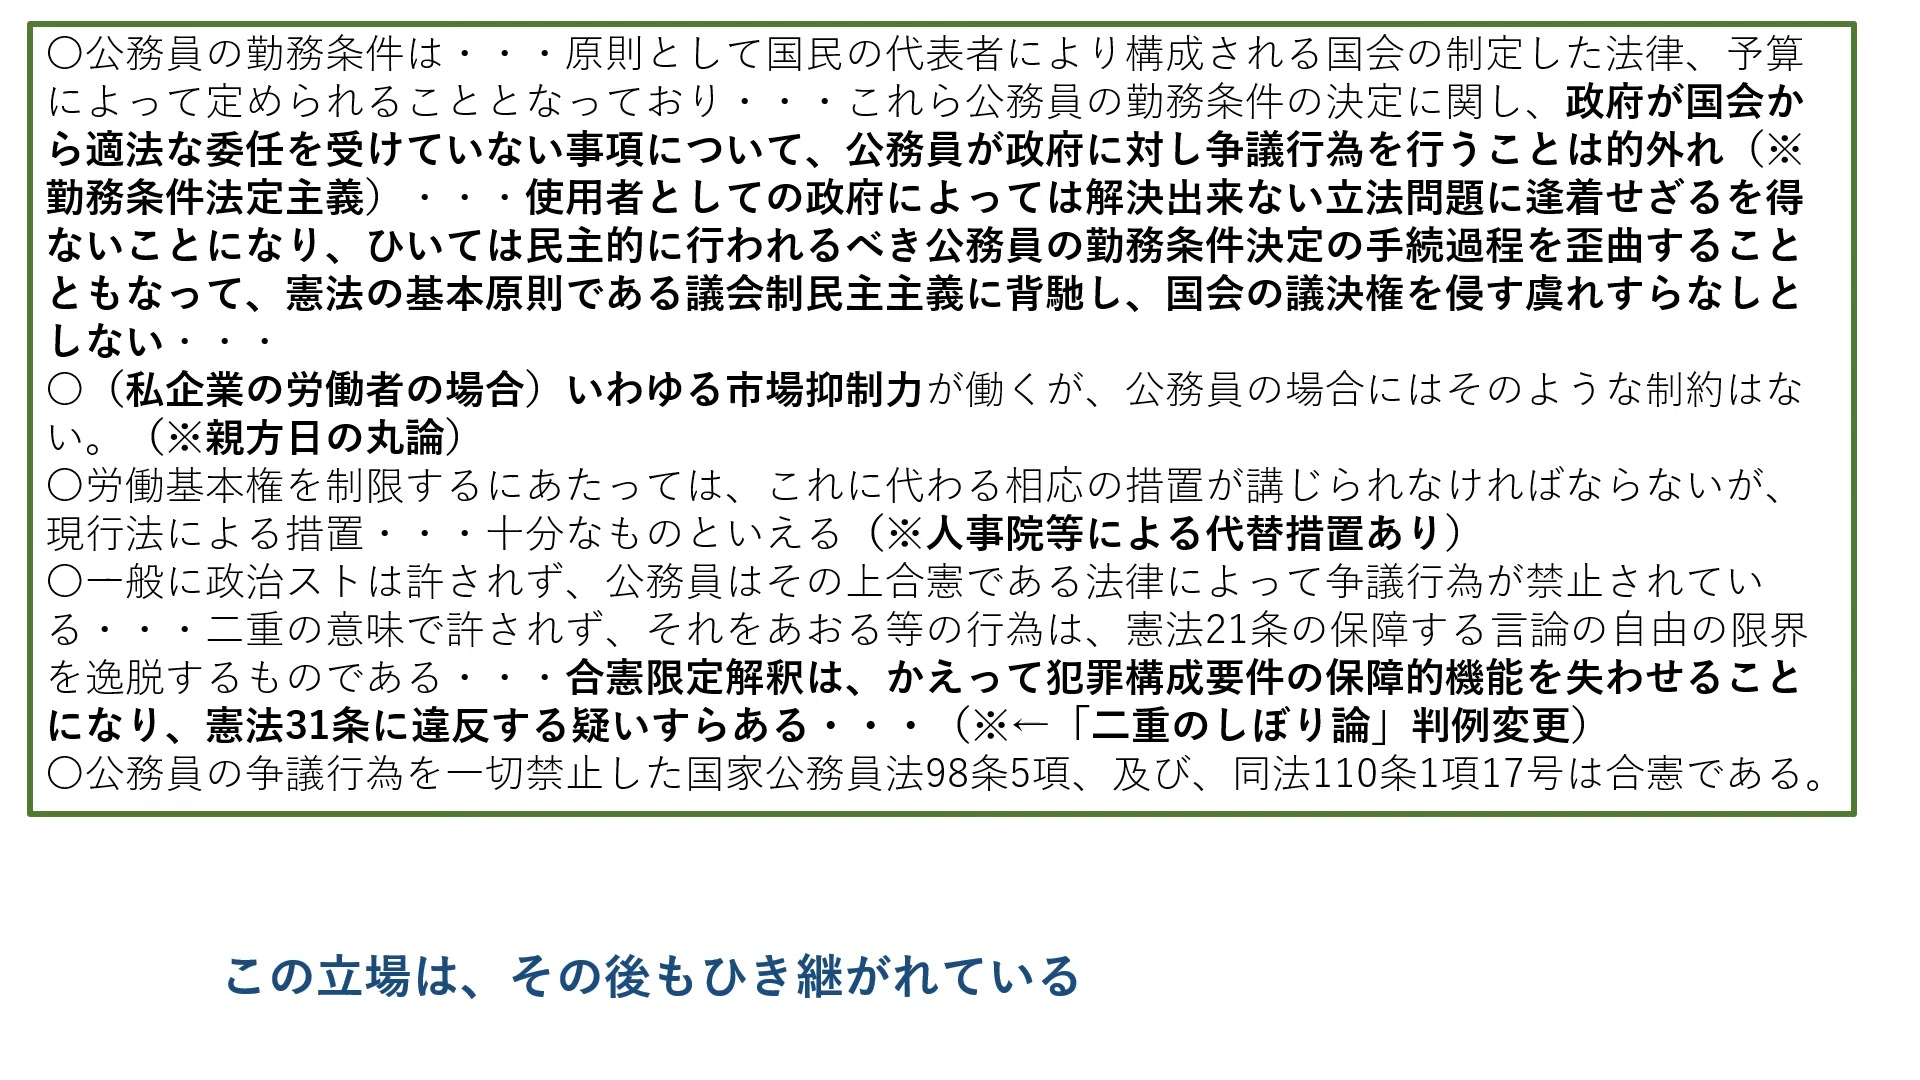 〇公務員の勤務条件は・・・原則として国民の代表者により構成される国会の制定した法律、予算
によって定められることとなっており・・・これら公務員の勤務条件の決定に関し、政府が国会か
ら適法な委任を受けていない事項について、公務員が政府に対し争議行為を行うことは的外れ（※
勤務条件法定主義）・・・使用者としての政府によっては解決出来ない立法問題に逢着せざるを得
ないことになり、ひいては民主的に行われるべき公務員の勤務条件決定の手続過程を歪曲すること
ともなって、憲法の基本原則である議会制民主主義に背馳し、国会の議決権を侵す虞れすらなしと
しない・・・
〇（私企業の労働者の場合）いわゆる市場抑制力が働くが、公務員の場合にはそのような制約はな
い。（※親方日の丸論）
〇労働基本権を制限するにあたっては、これに代わる相応の措置が講じられなければならないが、
現行法による措置・・・十分なものといえる（※人事院等による代替措置あり）
〇一般に政治ストは許されず、公務員はその上合憲である法律によって争議行為が禁止されてい
る・・・二重の意味で許されず、それをあおる等の行為は、憲法21条の保障する言論の自由の限界
を逸脱するものである・・・合憲限定解釈は、かえって犯罪構成要件の保障的機能を失わせること
になり、憲法31条に違反する疑いすらある・・・（※←「二重のしぼり論」判例変更）
〇公務員の争議行為を一切禁止した国家公務員法98条5項、及び、同法110条1項17号は合憲である。
この立場は、その後もひき継がれている